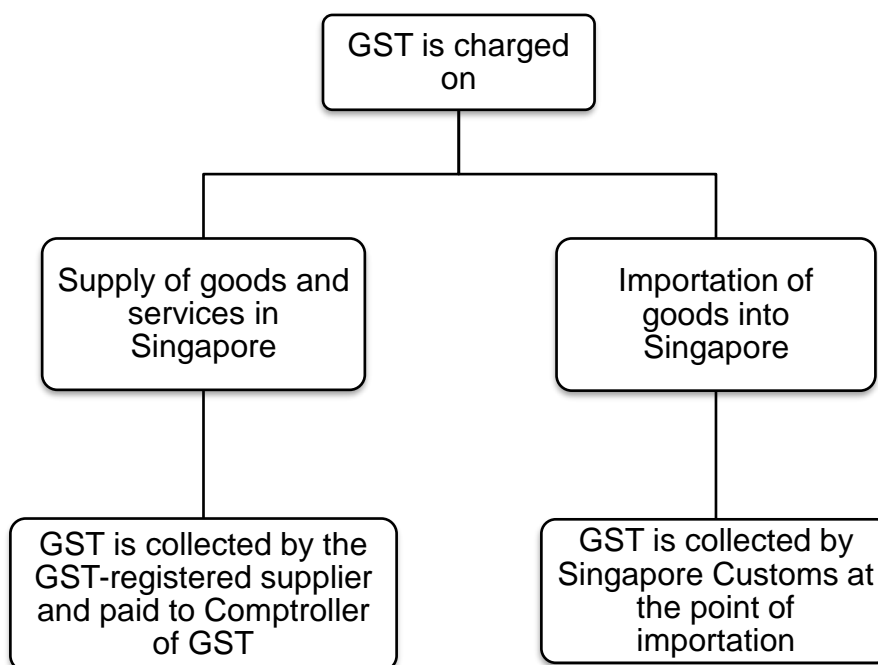 GST is charged
on
Supply of goods and
services in
Singapore
Importation of
goods into
Singapore
GST is collected by the
GST-registered supplier
and paid to Comptroller
of GST
GST is collected by
Singapore Customs at
the point of
importation